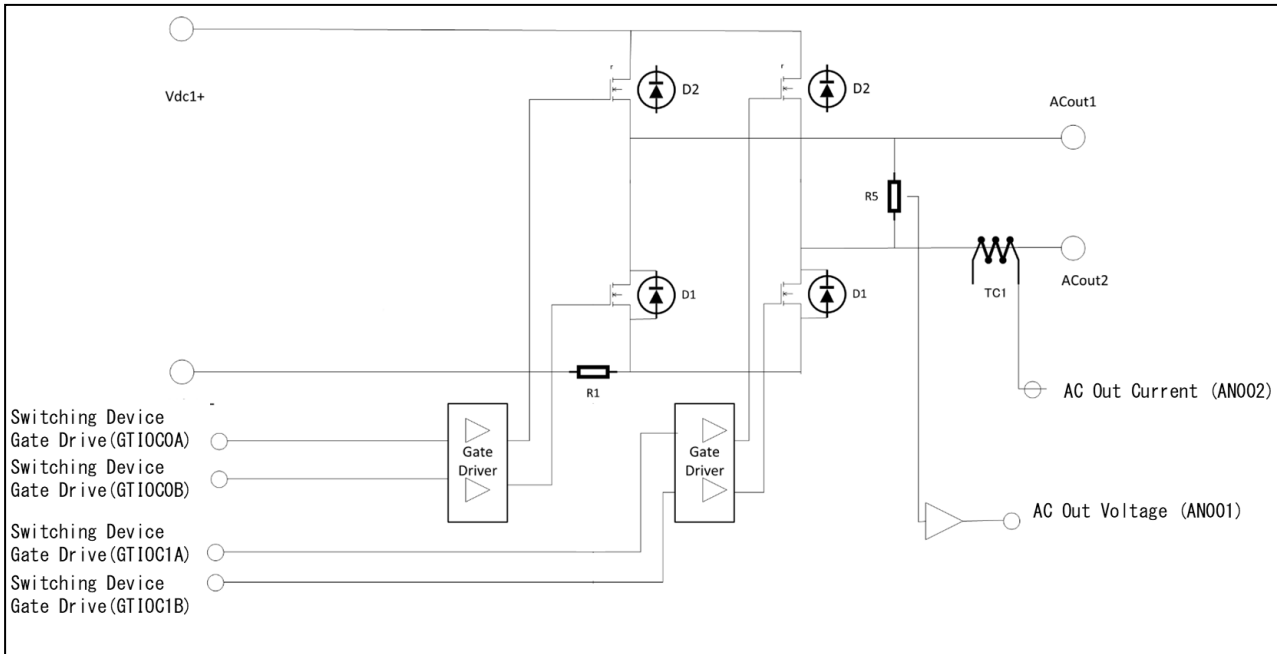 r
r
D2
D2
Vdc1+
ACout1
R5
D1
D1
ACout2
TC1
R1
AC Out Current (AN002)
-
Switching Device
Gate Drive(GTIOC0A)
Switching Device
Gate Drive(GTIOC0B)
Gate
Driver
Gate
Driver
AC Out Voltage (AN001)
Switching Device
Gate Drive(GTIOC1A)
Switching Device
Gate Drive(GTIOC1B)